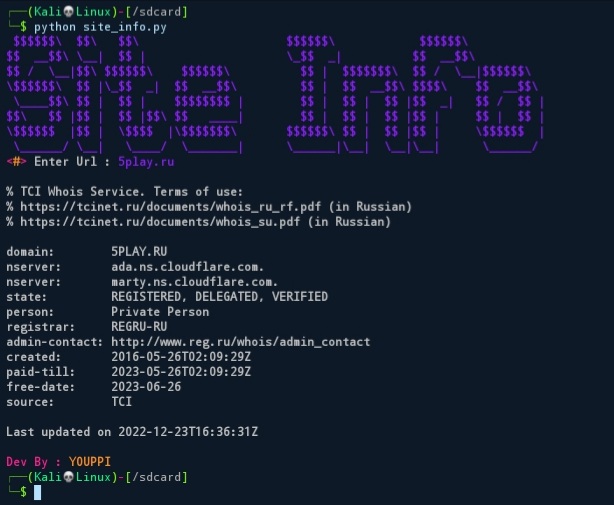 ┌──(Kali💀Linux)-[/sdcard]
└─$ python site_info.py
Site Info
<#> Enter Url : 5play.ru
% TCI Whois Service. Terms of use:
% https://tcinet.ru/documents/whois_ru_rf.pdf (in Russian)
% https://tcinet.ru/documents/whois_su.pdf (in Russian)
domain: 5PLAY.RU
nserver: ada.ns.cloudflare.com.
nserver: marty.ns.cloudflare.com.
state: REGISTERED, DELEGATED, VERIFIED
person: Private Person
registrar: REGRU-RU
admin-contact: http://www.reg.ru/whois/admin_contact
created: 2016-05-26T02:09:29Z
paid-till: 2023-05-26T02:09:29Z
free-date: 2023-06-26
source: TCI
Last updated on 2022-12-23T16:36:31Z
Dev By : YOUPPI
┌──(Kali💀Linux)-[/sdcard]
└─$